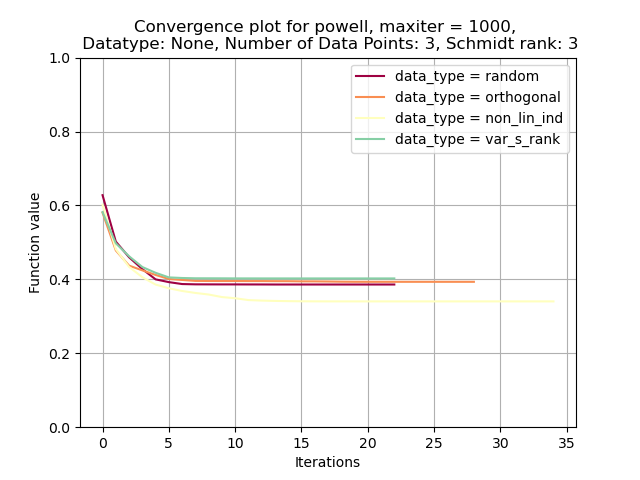 Convergence plot for powell, maxiter = 1000,
Datatype: None, Number of Data Points: 3, Schmidt rank: 3
data_type = random
data_type = orthogonal
data_type = non_lin_ind
data_type = var_s_rank
Function value
1.0
0.8
0.6
0.4
0.2
0.0
0 5 10 15 20 25 30 35
Iterations